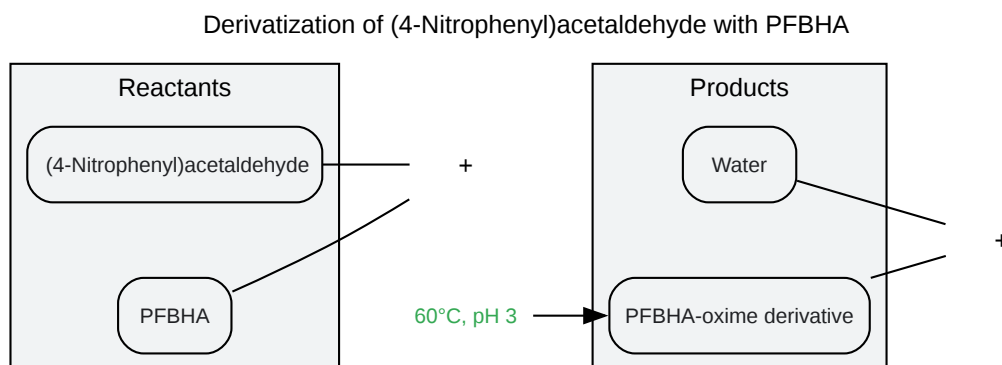 Derivatization of (4-Nitrophenyl)acetaldehyde with PFBHA
Reactants
Products
(4-Nitrophenyl)acetaldehyde
+
Water
+
PFBHA
60°C, pH 3
PFBHA-oxime derivative